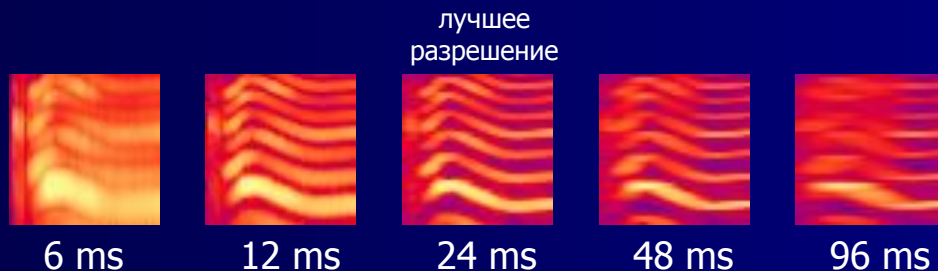 лучшее
разрешение
6 ms 12 ms 24 ms 48 ms 96 ms